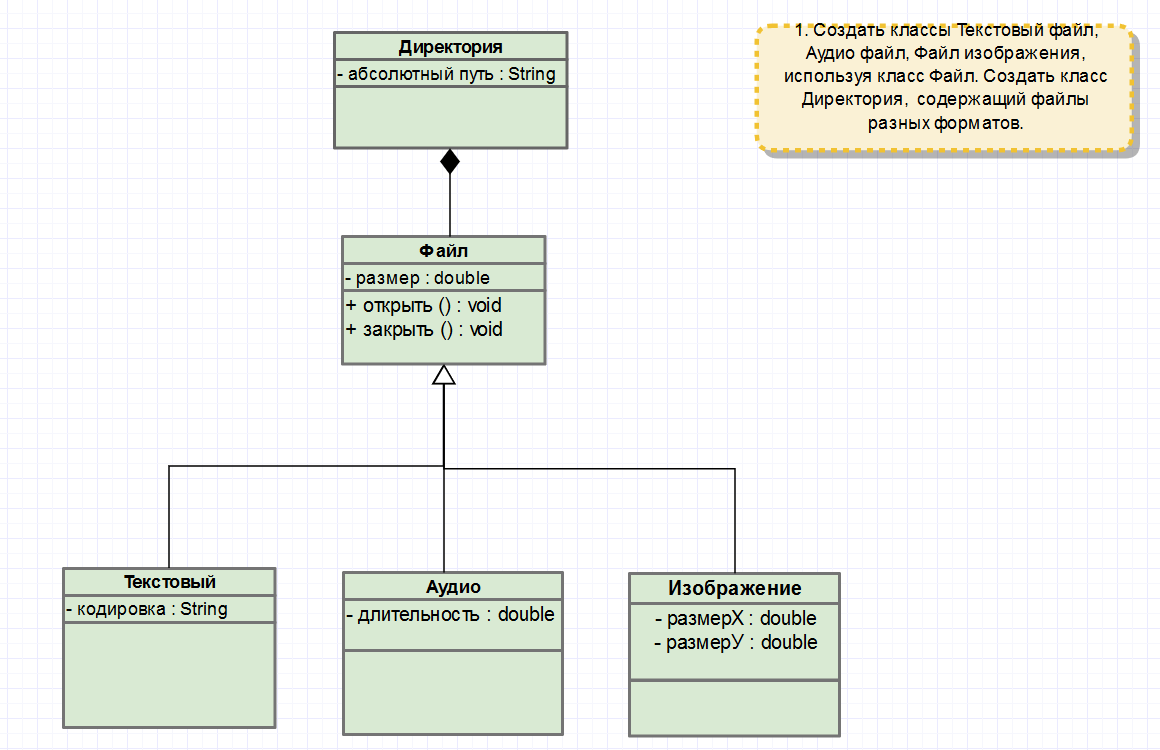 1. Создать классы Текстовый файл,
Аудио файл, Файл изображения,
используя класс Файл. Создать класс
Директория, содержащий файлы
разных форматов.
Директория
- абсолютный путь : String
Файл
- размер : double
+ открыть () : void
+ закрыть () : void
Текстовый
- кодировка : String
Аудио
- длительность : double
Изображение
- размерХ : double
- размерУ : double